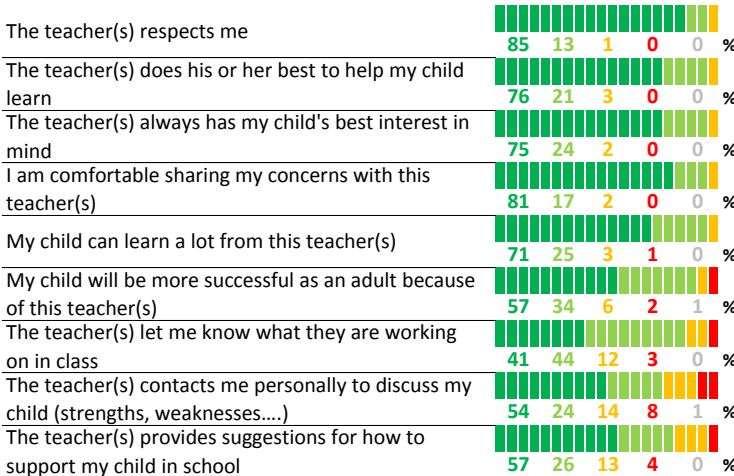 The teacher(s) respects me
85 13 1 0 0 %
The teacher(s) does his or her best to help my child
learn
76 21 3 0 0 %
The teacher(s) always has my child's best interest in
mind
75 24 2 0 0 %
I am comfortable sharing my concerns with this
teacher(s)
81 17 2 0 0 %
My child can learn a lot from this teacher(s)
71 25 3 1 0 %
My child will be more successful as an adult because
of this teacher(s)
57 34 6 2 1 %
The teacher(s) let me know what they are working
on in class
41 44 12 3 0 %
The teacher(s) contacts me personally to discuss my
child (strengths, weaknesses....)
54 24 14 8 1 %
The teacher(s) provides suggestions for how to
support my child in school
57 26 13 4 0 %